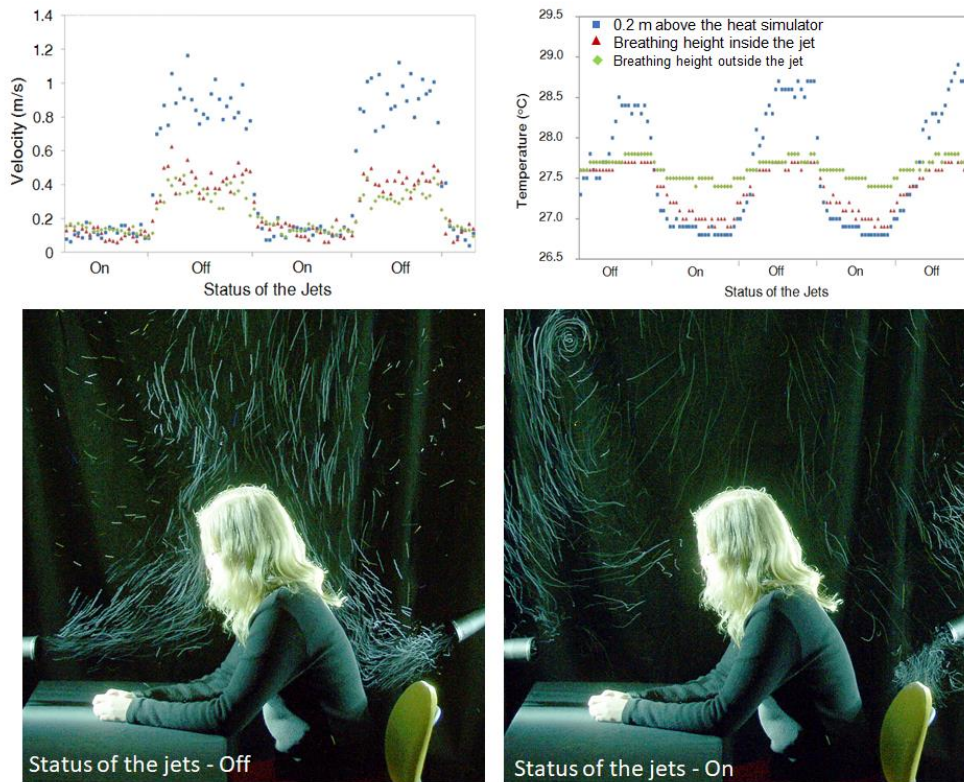 1.4
1.2
1
0.8
0.6
0.4
0.2
0
Velocity (m/s)
On Off On Off
Status of the Jets
29.5
29.0
28.5
28.0
27.5
27.0
26.5
Temperature (°C)
0.2 m above the heat simulator
Breathing height inside the jet
Breathing height outside the jet
Off On Off On Off
Status of the Jets
Status of the jets - Off
Status of the jets - On